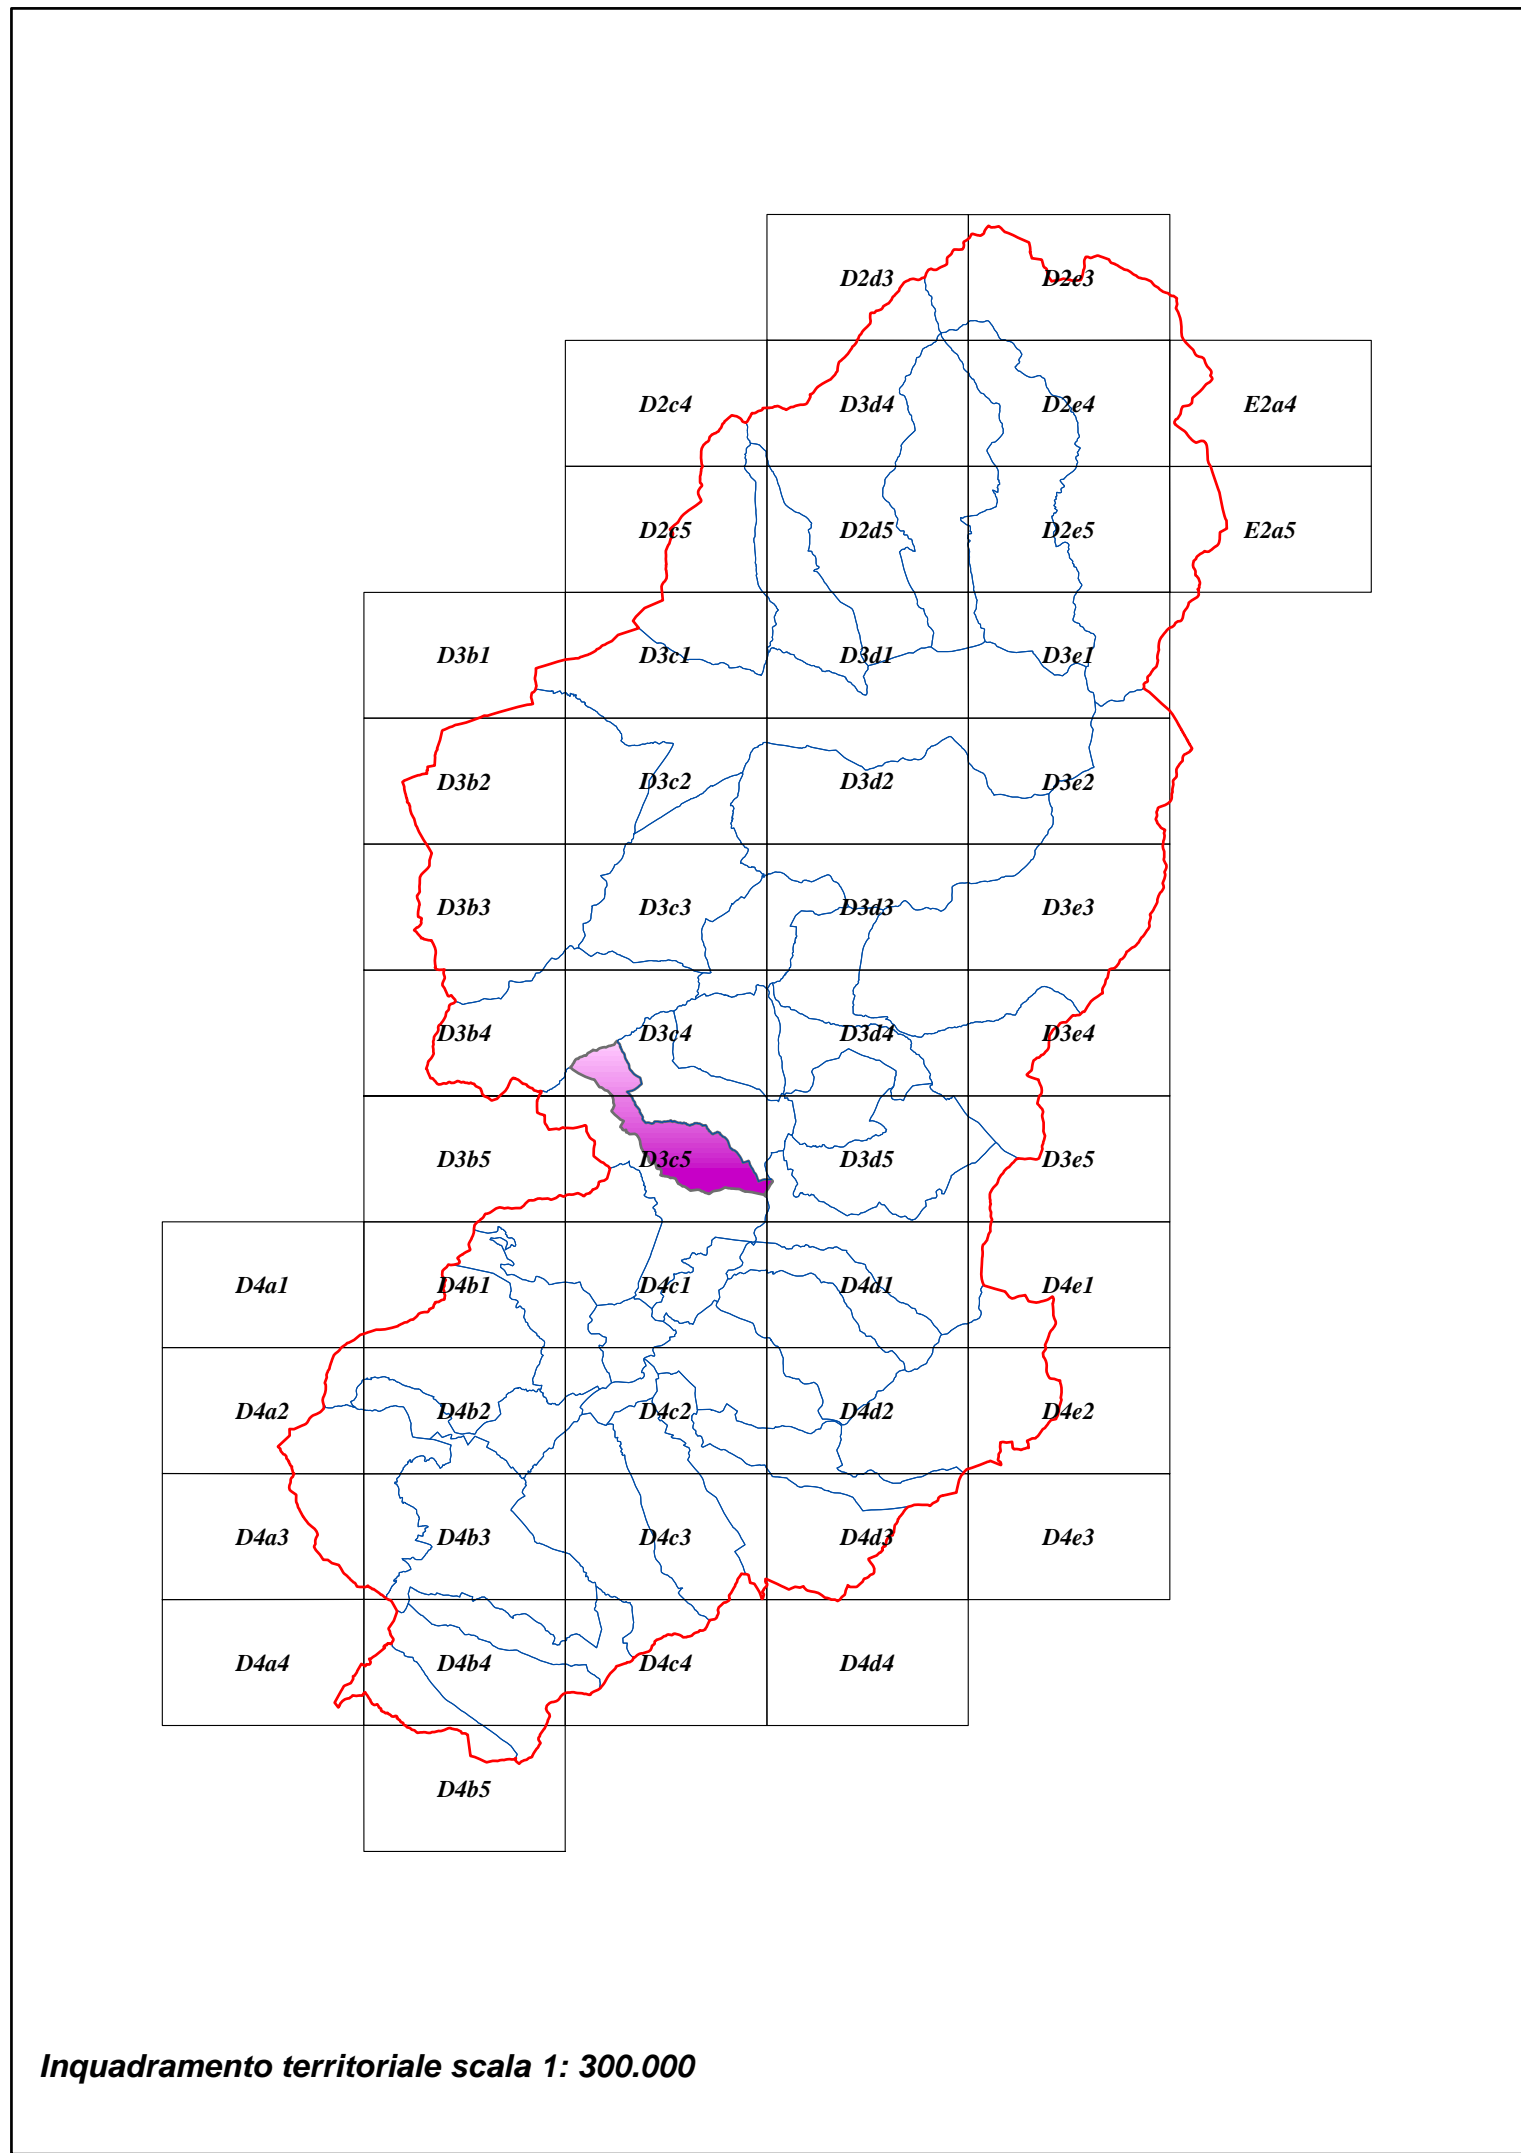 D2d3 D2e3
D2c4 D3d4 D2e4 E2a4
D2c5 D2d5 D2e5 E2a5
D3b1 D3c1 D3d1 D3e1
D3b2 D3c2 D3d2 D3e2
D3b3 D3c3 D3d3 D3e3
D3b4 D3c4 D3d4 D3e4
D3b5 D3c5 D3d5 D3e5
D4a1 D4b1 D4c1 D4d1 D4e1
D4a2 D4b2 D4c2 D4d2 D4e2
D4a3 D4b3 D4c3 D4d3 D4e3
D4a4 D4b4 D4c4 D4d4
D4b5
Inquadramento territoriale scala 1: 300.000